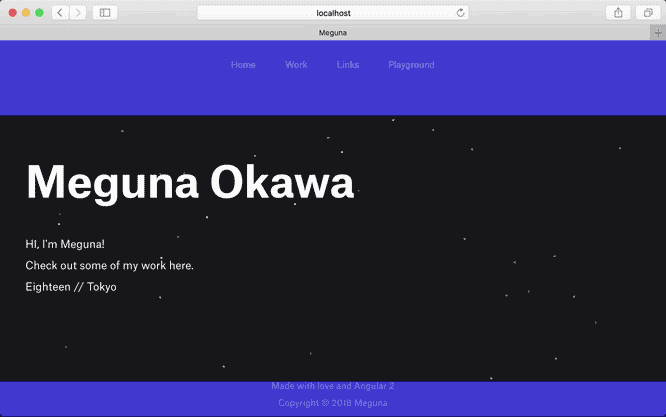 localhost
Meguna
Home Work Links Playground
Meguna Okawa
Hi, I'm Meguna!
Check out some of my work here.
Eighteen // Tokyo
Made with love and Angular 2
Copyright © 2018 Meguna